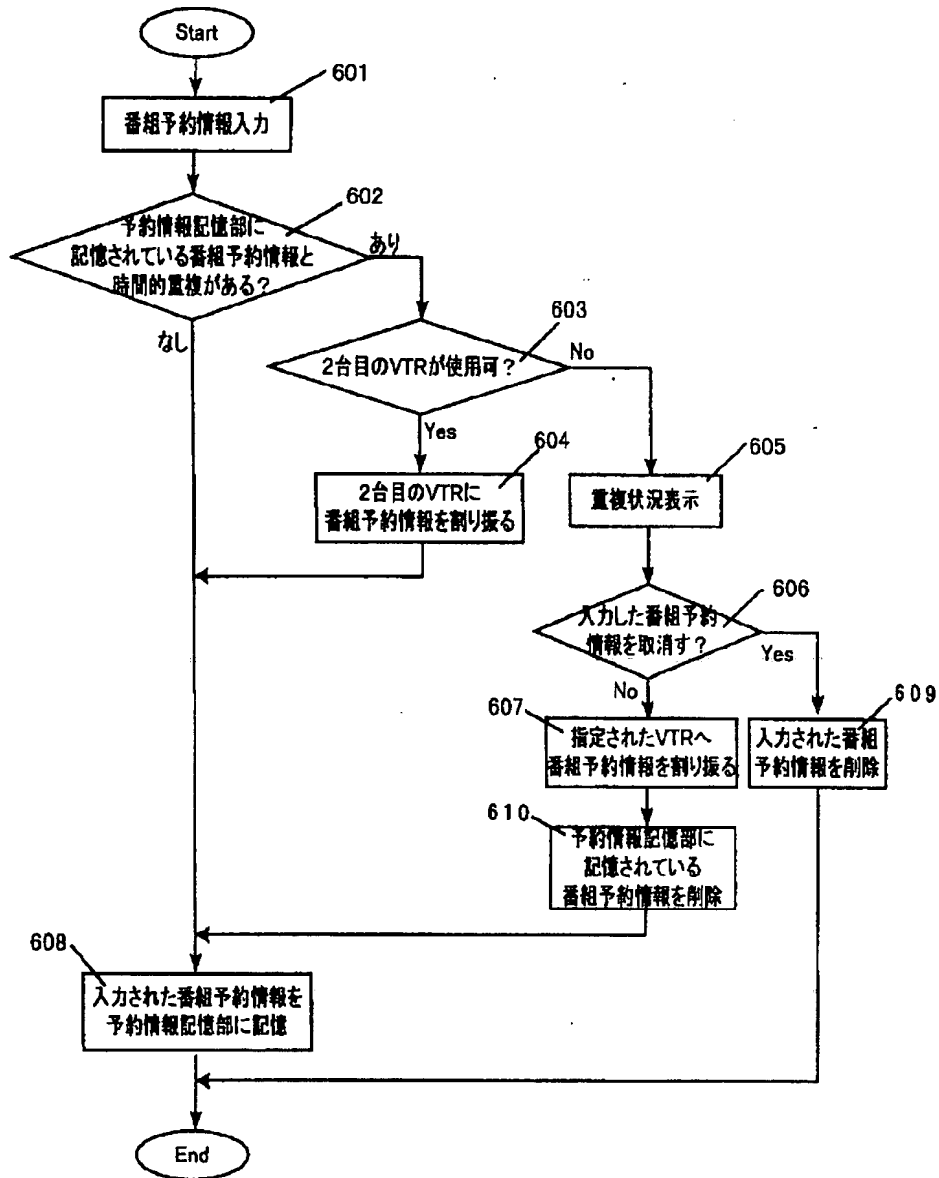 Start
601
番組予約情報入力
602
予約情報記憶部に
記憶されている番組予約情報と
時間的重複がある?
あり
なし
603
2台目のVTRが使用可?
No
Yes
604
2台目のVTRに
番組予約情報を割り振る
605
重複状況表示
606
入力した番組予約
情報を取消す?
Yes
No
607
指定されたVTRへ
番組予約情報を割り振る
609
入力された番組
予約情報を削除
610
予約情報記憶部に
記憶されている
番組予約情報を削除
608
入力された番組予約情報を
予約情報記憶部に記憶
End